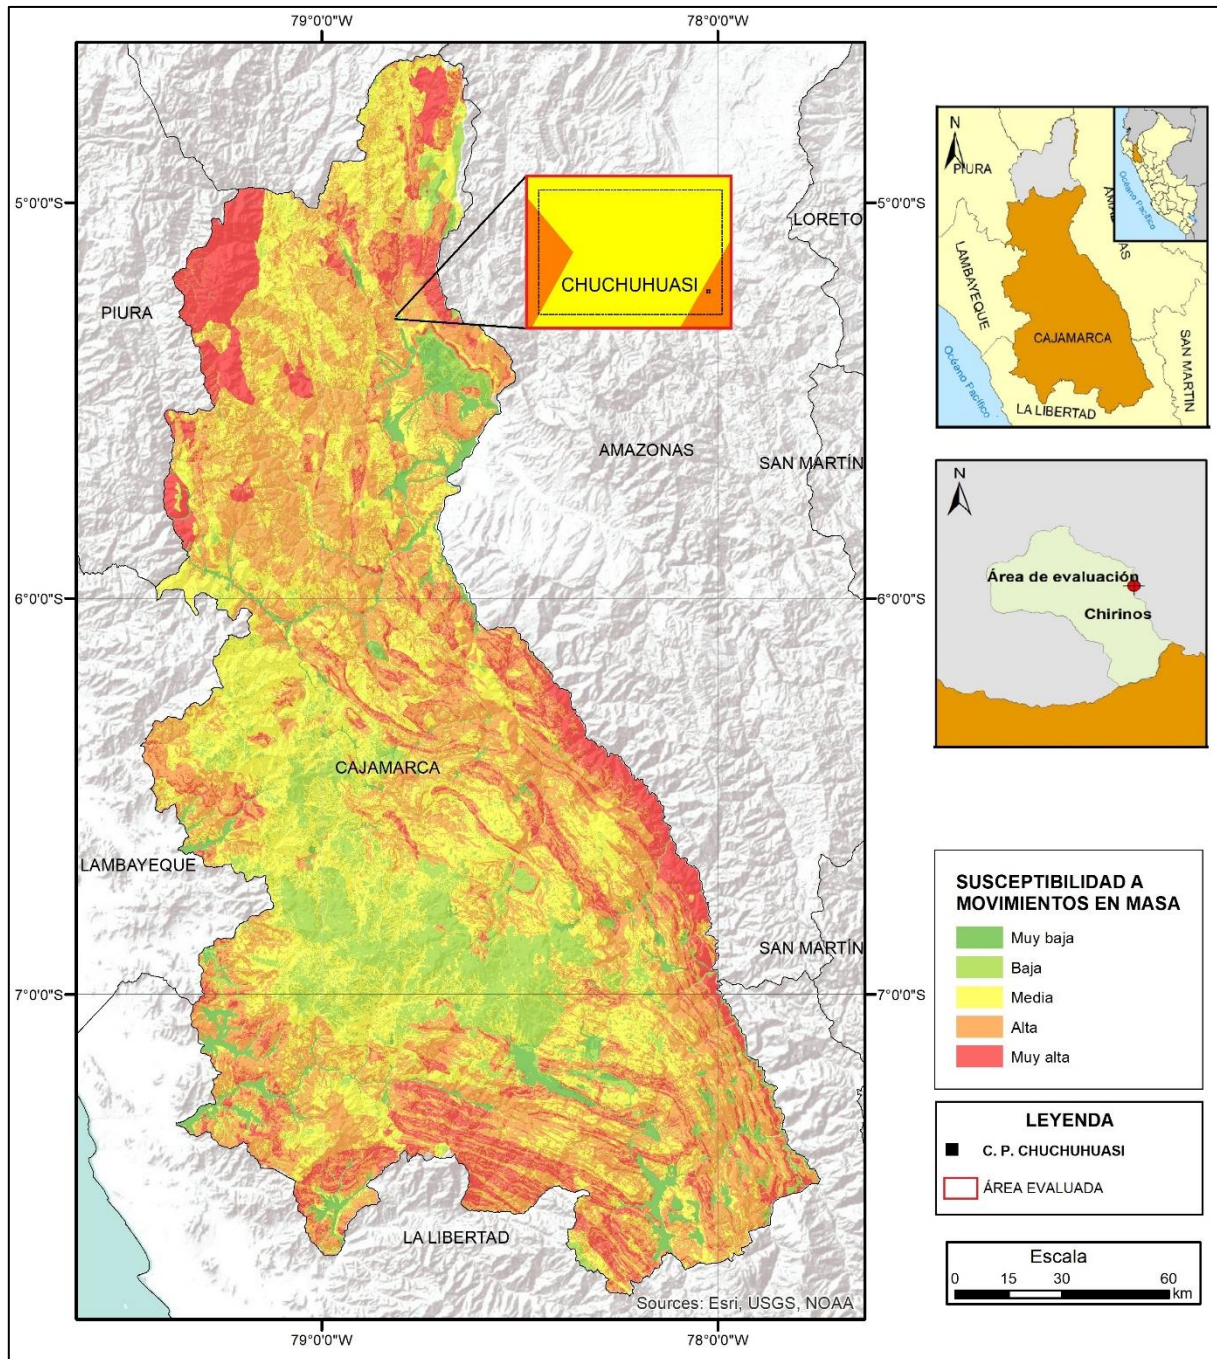 79°0'0"W
78°0'0"W
5°0'0"S
5°0'0"S
LORETO
CHUCHUHUASI
PIURA
AMAZONAS
SAN MARTÍN
6°0'0"S
6°0'0"S
CAJAMARCA
LAMBAYEQUE
SAN MARTÍN
7°0'0"S
7°0'0"S
LA LIBERTAD
Sources: Esri, USGS, NOAA
79°0'0"W
78°0'0"W
N
PIURA
Océano Pacífico
LAMBAYEQUE
CAJAMARCA
SAN MARTIN
Océano Pacífico
LA LIBERTAD
N
Área de evaluación
Chirinos
SUSCEPTIBILIDAD A
MOVIMIENTOS EN MASA
Muy baja
Baja
Media
Alta
Muy alta
LEYENDA
C. P. CHUCHUHUASI
ÁREA EVALUADA
Escala
0 15 30 60
km